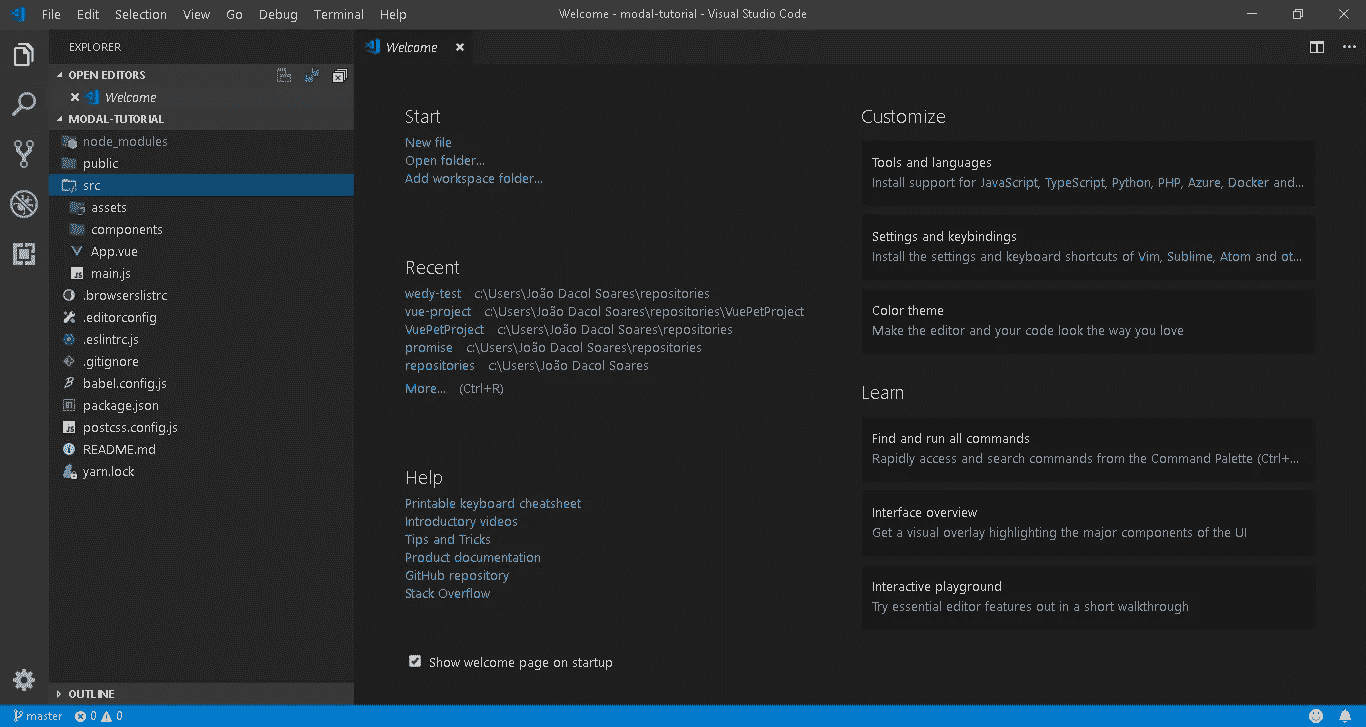 File Edit Selection View Go Debug Terminal Help
Welcome - modal-tutorial - Visual Studio Code
EXPLORER
OPEN EDITORS
Welcome
MODAL-TUTORIAL
node_modules
public
src
assets
components
App.vue
main.js
.browserslistrc
.editorconfig
.eslintrc.js
.gitignore
babel.config.js
package.json
postcss.config.js
README.md
yarn.lock
OUTLINE
Welcome
Start
New file
Open folder...
Add workspace folder...
Recent
wedy-test c:\Users\João Dacol Soares\repositories
vue-project c:\Users\João Dacol Soares\repositories\VuePetProject
VuePetProject c:\Users\João Dacol Soares\repositories
promise c:\Users\João Dacol Soares\repositories
repositories c:\Users\João Dacol Soares
More... (Ctrl+R)
Help
Printable keyboard cheatsheet
Introductory videos
Tips and Tricks
Product documentation
GitHub repository
Stack Overflow
Show welcome page on startup
Customize
Tools and languages
Install support for JavaScript, TypeScript, Python, PHP, Azure, Docker and...
Settings and keybindings
Install the settings and keyboard shortcuts of Vim, Sublime, Atom and ot...
Color theme
Make the editor and your code look the way you love
Learn
Find and run all commands
Rapidly access and search commands from the Command Palette (Ctrl+...
Interface overview
Get a visual overlay highlighting the major components of the UI
Interactive playground
Try essential editor features out in a short walkthrough
master 0 0